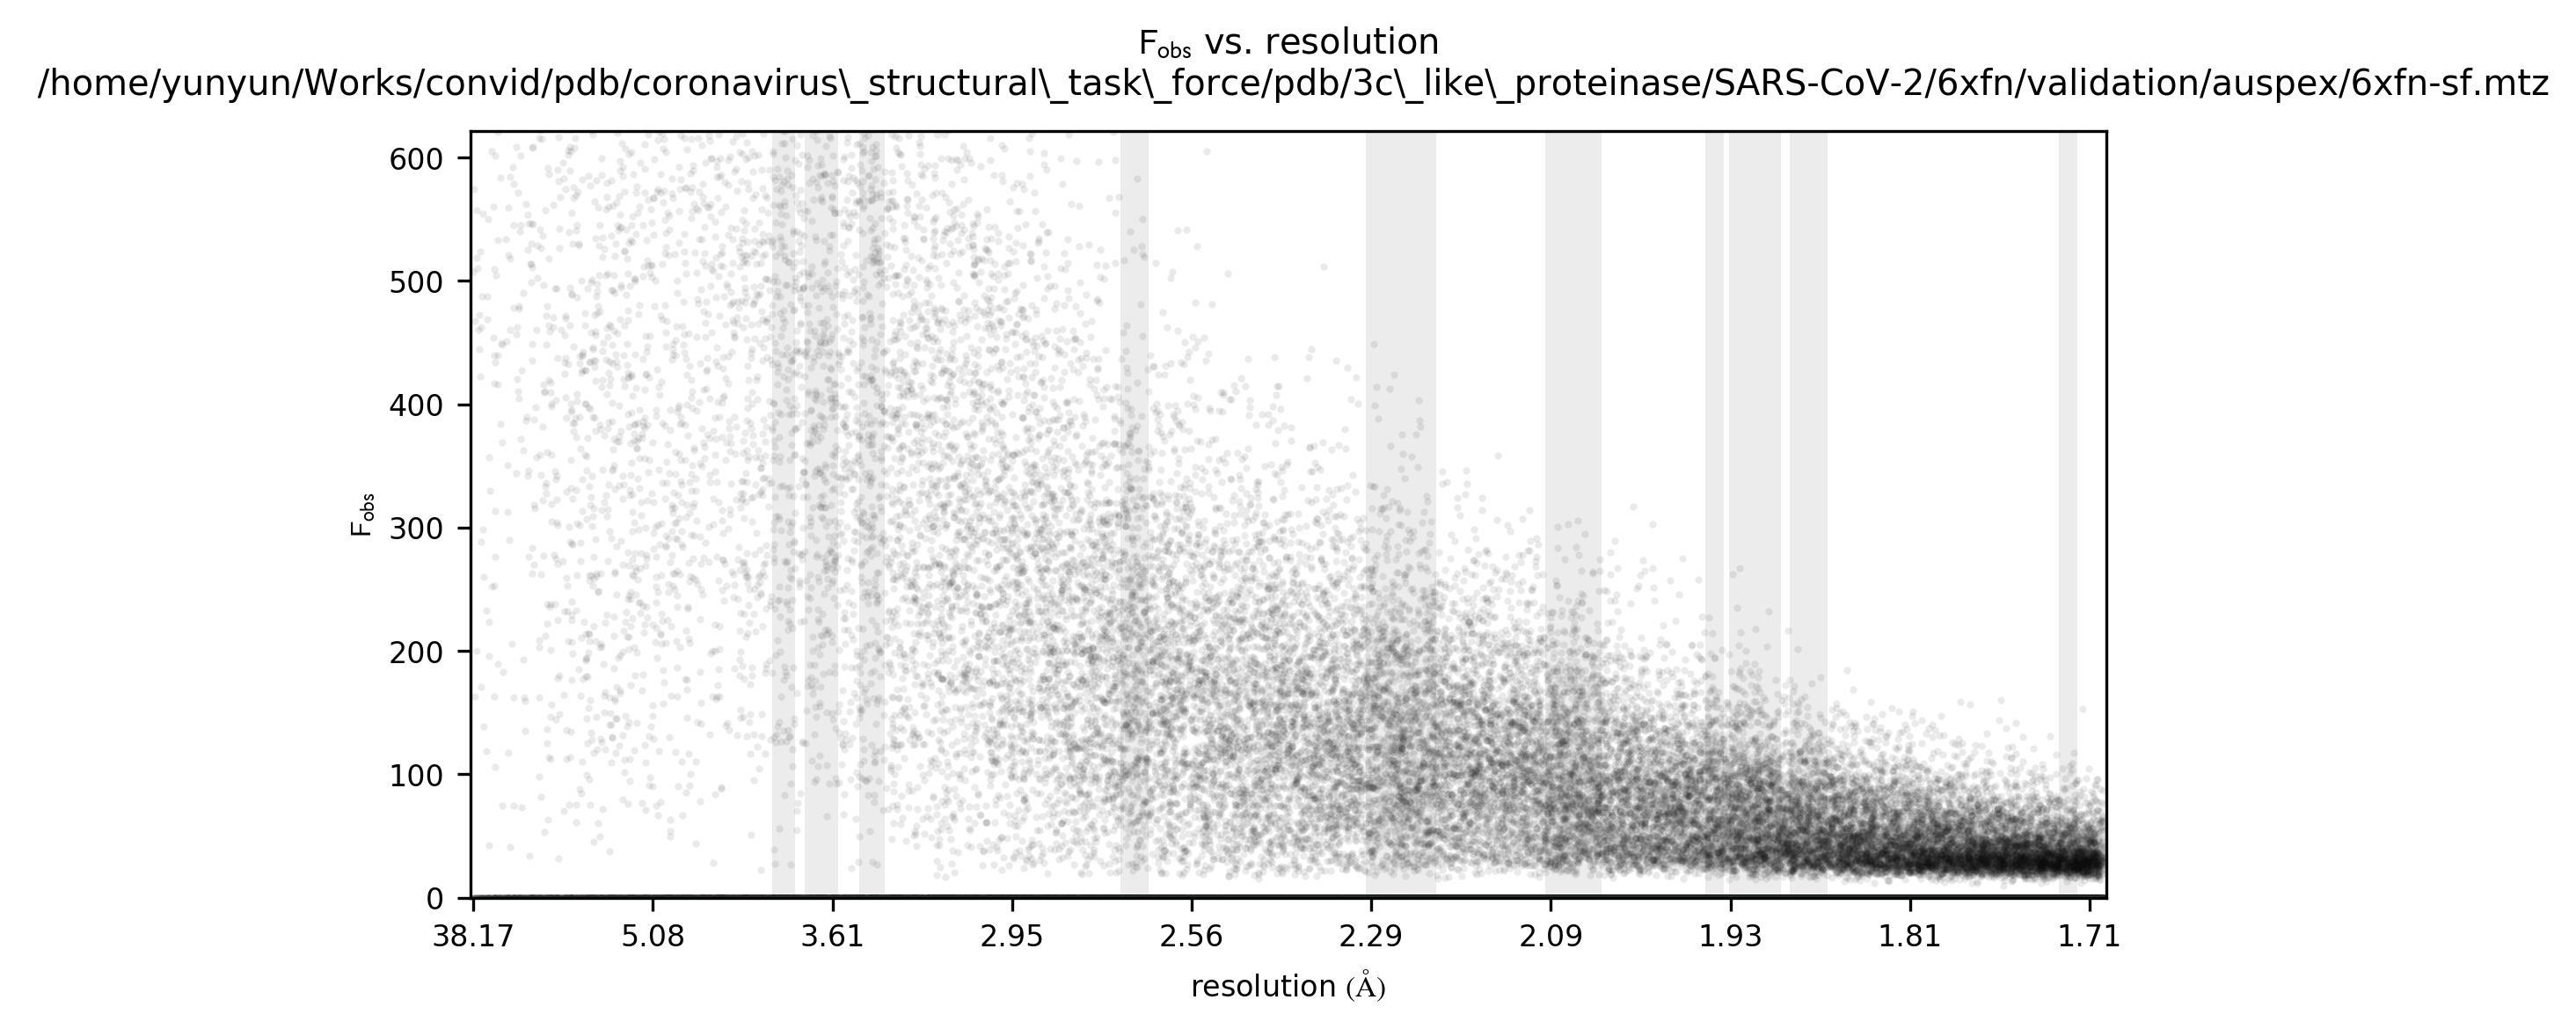 F_obs vs. resolution
/home/yunyun/Works/convid/pdb/coronavirus\_structural\_task\_force/pdb/3c\_like\_proteinase/SARS-CoV-2/6xfn/validation/auspex/6xfn-sf.mtz
600
500
400
300
200
100
0
F_obs
38.17 5.08 3.61 2.95 2.56 2.29 2.09 1.93 1.81 1.71
resolution (Å)